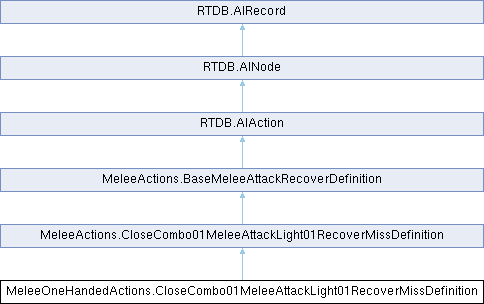 RTDB.AIRecord
RTDB.AINode
RTDB.AIAction
MeleeActions.BaseMeleeAttackRecoverDefinition
MeleeActions.CloseCombo01MeleeAttackLight01RecoverMissDefinition
MeleeOneHandedActions.CloseCombo01MeleeAttackLight01RecoverMissDefinition